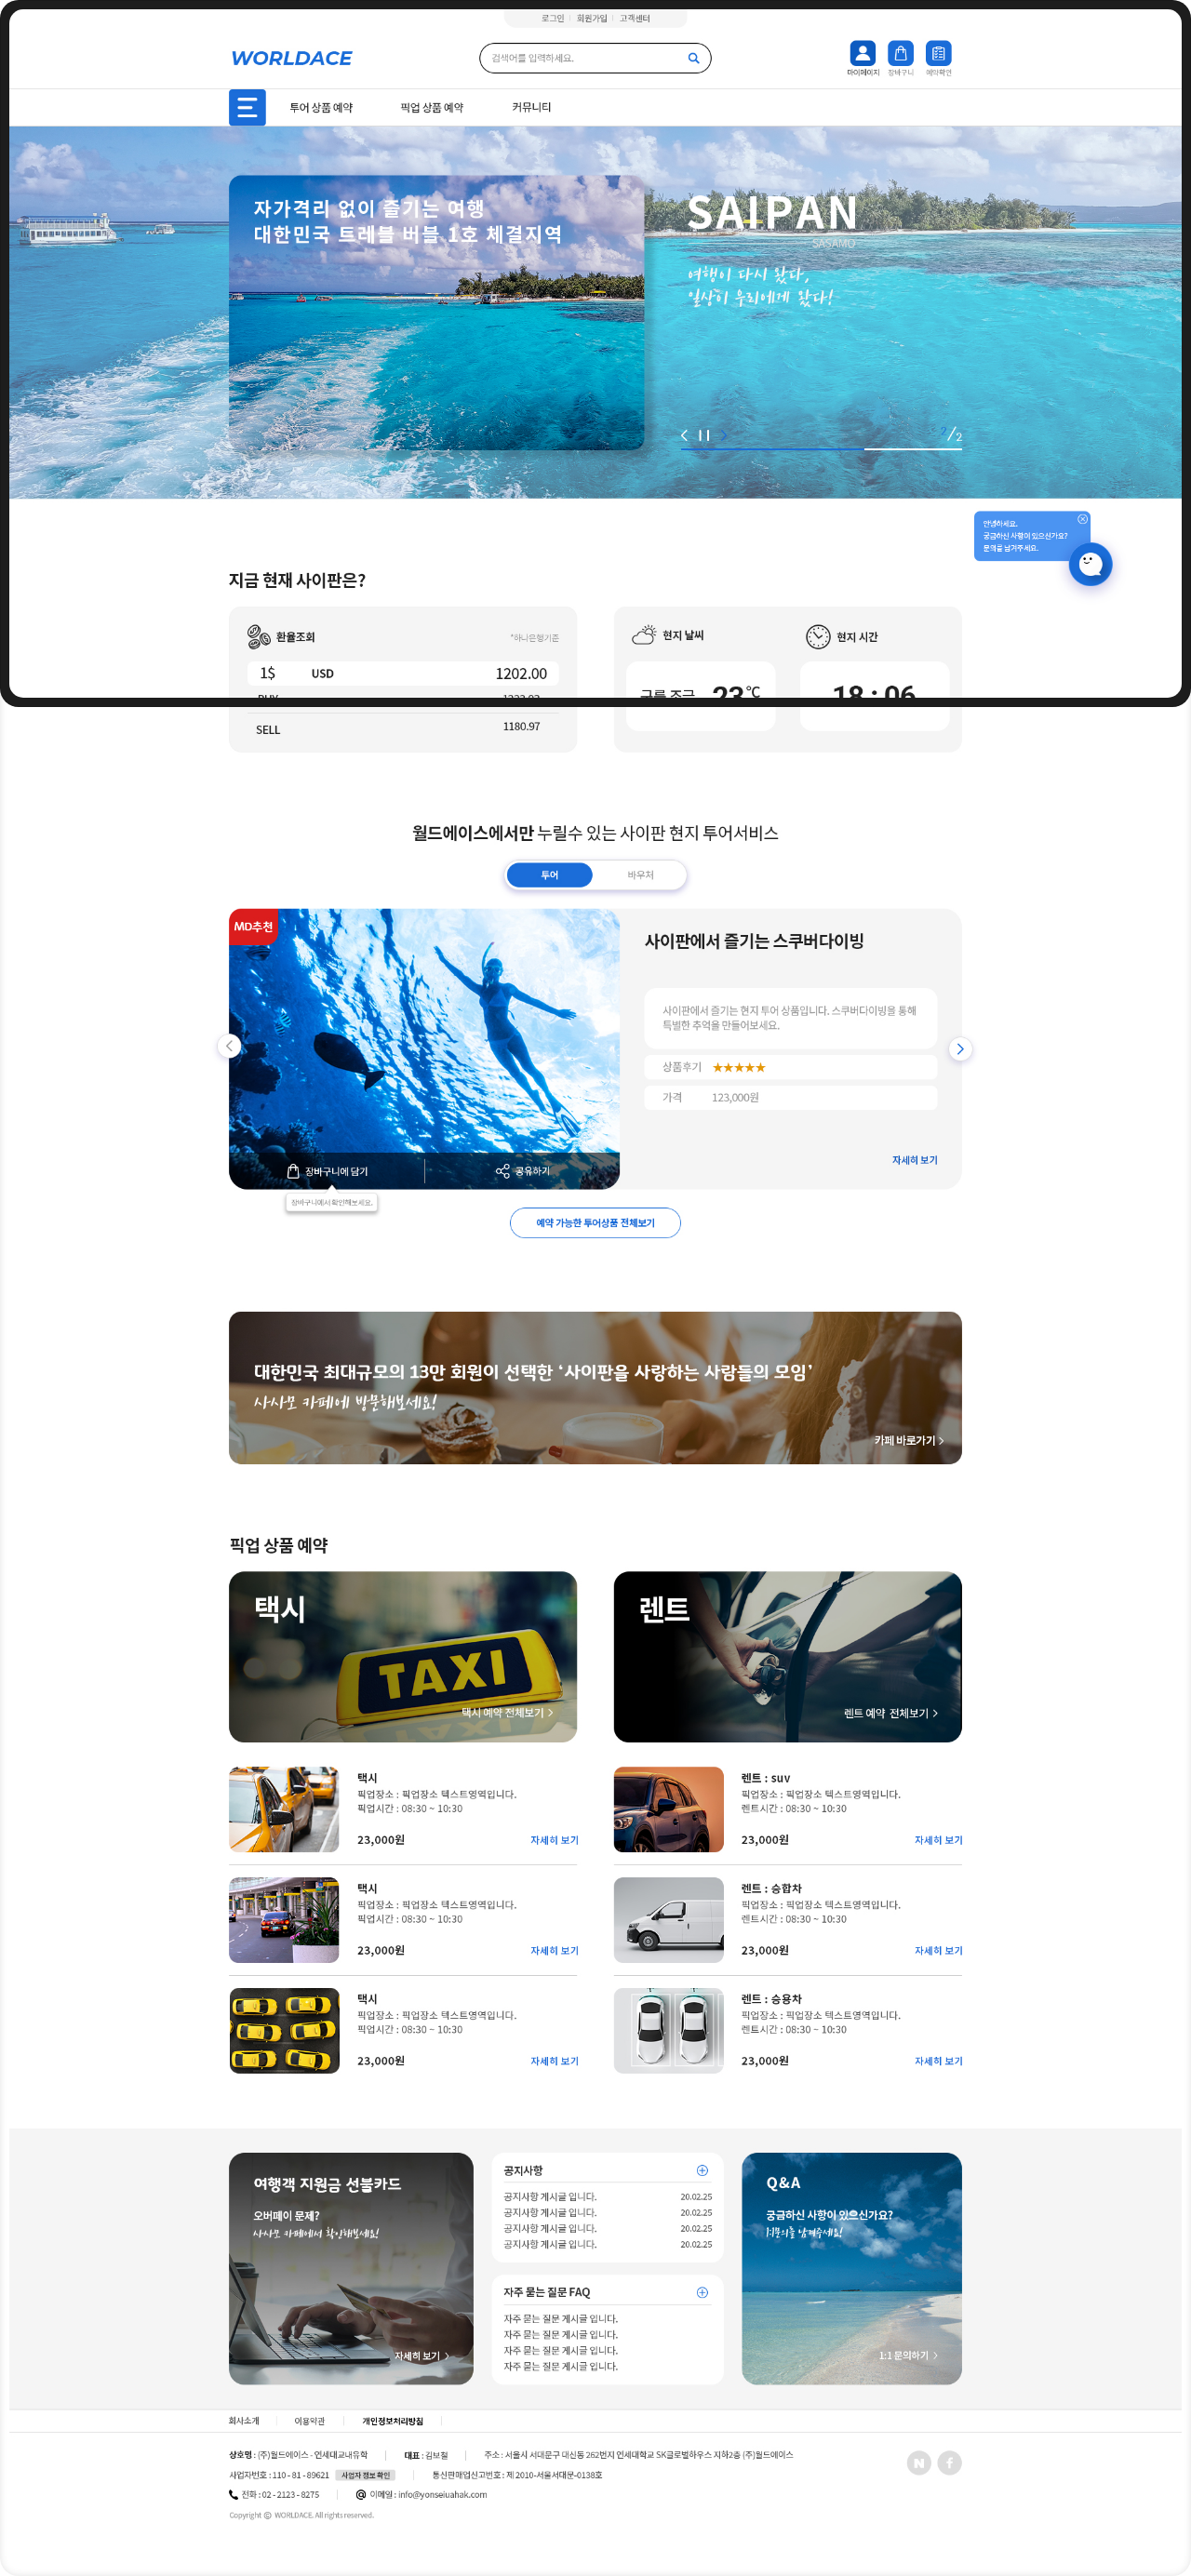 로그인 회원가입 고객센터
WORLDACE
검색어를 입력하세요.
마이페이지 장바구니 예약확인
투어 상품 예약 픽업 상품 예약 커뮤니티
자가격리 없이 즐기는 여행
대한민국 트레블 버블 1호 체결지역
SAIPAN
SASAMO
여행이 다시 왔다,
일상이 우리에게 왔다!
2/2
안녕하세요.
궁금하신 사항이 있으신가요?
문의를 남겨주세요.
지금 현재 사이판은?
환율조회 *하나은행기준
현지 날씨
현지 시간
1$ USD 1202.00
구름 조금 23℃
18 : 06
SELL 1180.97
월드에이스에서만 누릴수 있는 사이판 현지 투어서비스
투어 바우처
MD추천
사이판에서 즐기는 스쿠버다이빙
사이판에서 즐기는 현지 투어 상품입니다. 스쿠버다이빙을 통해
특별한 추억을 만들어보세요.
상품후기 ★★★★★
가격 123,000원
자세히 보기
장바구니에 담기 공유하기
장바구니에서 확인해보세요.
예약 가능한 투어상품 전체보기
대한민국 최대규모의 13만 회원이 선택한 ‘사이판을 사랑하는 사람들의 모임’
사사모 카페에 방문해보세요!
카페 바로가기 >
픽업 상품 예약
택시
TAXI
택시 예약 전체보기 >
렌트
렌트 예약 전체보기 >
택시
픽업장소 : 픽업장소 텍스트영역입니다.
픽업시간 : 08:30 ~ 10:30
23,000원 자세히 보기
렌트 : suv
픽업장소 : 픽업장소 텍스트영역입니다.
렌트시간 : 08:30 ~ 10:30
23,000원 자세히 보기
택시
픽업장소 : 픽업장소 텍스트영역입니다.
픽업시간 : 08:30 ~ 10:30
23,000원 자세히 보기
렌트 : 승합차
픽업장소 : 픽업장소 텍스트영역입니다.
렌트시간 : 08:30 ~ 10:30
23,000원 자세히 보기
택시
픽업장소 : 픽업장소 텍스트영역입니다.
픽업시간 : 08:30 ~ 10:30
23,000원 자세히 보기
렌트 : 승용차
픽업장소 : 픽업장소 텍스트영역입니다.
렌트시간 : 08:30 ~ 10:30
23,000원 자세히 보기
여행객 지원금 선불카드
오버페이 문제?
사사모 카페에서 확인해보세요!
자세히 보기 >
공지사항
공지사항 게시글 입니다. 20.02.25
공지사항 게시글 입니다. 20.02.25
공지사항 게시글 입니다. 20.02.25
공지사항 게시글 입니다. 20.02.25
자주 묻는 질문 FAQ
자주 묻는 질문 게시글 입니다.
자주 묻는 질문 게시글 입니다.
자주 묻는 질문 게시글 입니다.
자주 묻는 질문 게시글 입니다.
Q&A
궁금하신 사항이 있으신가요?
1:1문의를 남겨주세요!
1:1 문의하기 >
회사소개 이용약관 개인정보처리방침
상호명 : (주)월드에이스 - 연세대교내유학 대표 : 김보철 주소 : 서울시 서대문구 대신동 262번지 연세대학교 SK글로벌하우스 지하2층 (주)월드에이스
사업자번호 : 110 - 81 - 89621 사업자 정보 확인 통신판매업신고번호 : 제 2010-서울서대문-0138호
전화 : 02 - 2123 - 8275 이메일 : info@yonseiuahak.com
Copyright © WORLDACE. All rights reserved.
N f